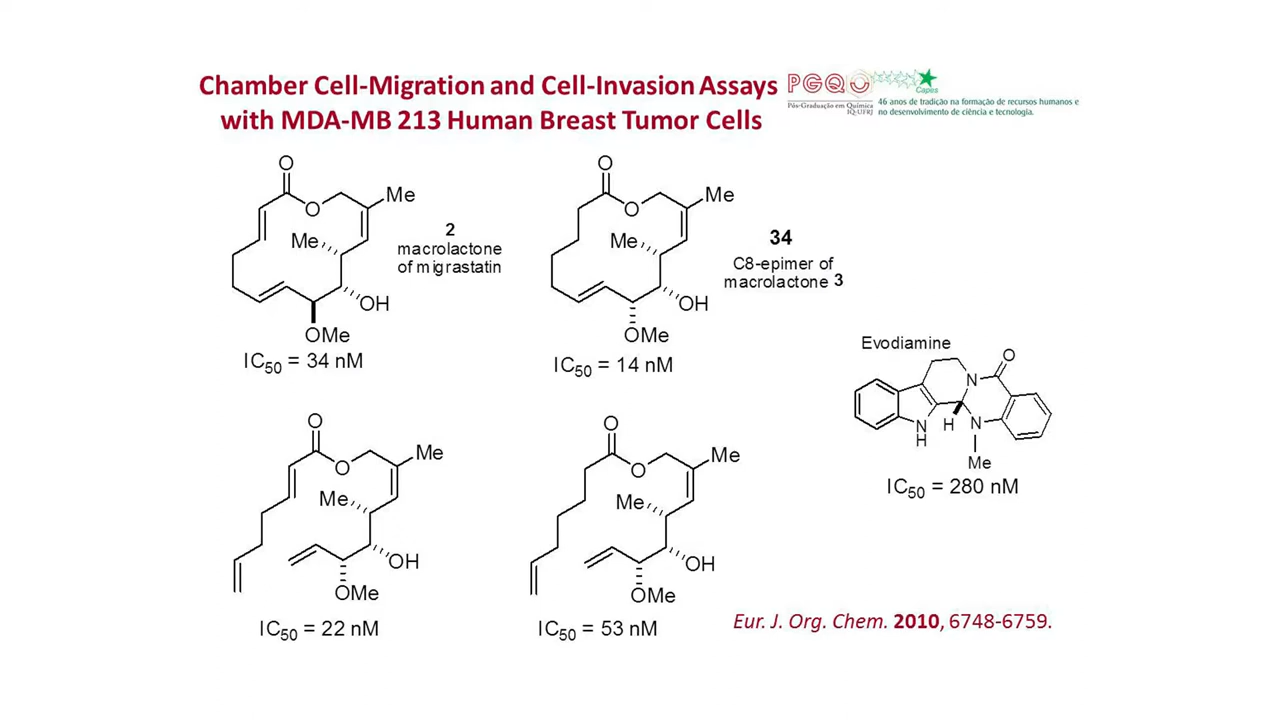 Chamber Cell-Migration and Cell-Invasion Assays
with MDA-MB 213 Human Breast Tumor Cells
PGQ
Capes
Pós-Graduação em Química
IQ-UFRJ
46 anos de tradição na formação de recursos humanos e
no desenvolvimento de ciência e tecnologia.
O
O
Me
Me
OH
OMe
IC50 = 34 nM
2
macrolactone
of migrastatin
O
O
Me
Me
OH
OMe
IC50 = 14 nM
34
C8-epimer of
macrolactone 3
Evodiamine
O
N
N
H
H
N
Me
IC50 = 280 nM
O
O
Me
Me
OH
OMe
IC50 = 22 nM
O
O
Me
Me
OH
OMe
IC50 = 53 nM
Eur. J. Org. Chem. 2010, 6748-6759.